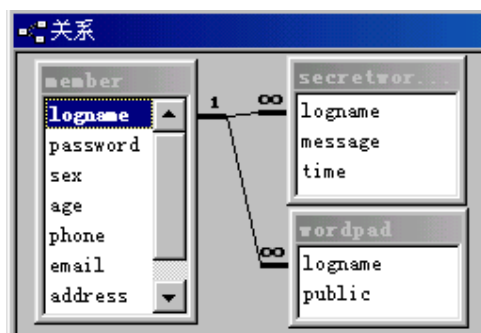 关系
member
logname
password
sex
age
phone
email
address
1
∞
∞
secretwor...
logname
message
time
wordpad
logname
public